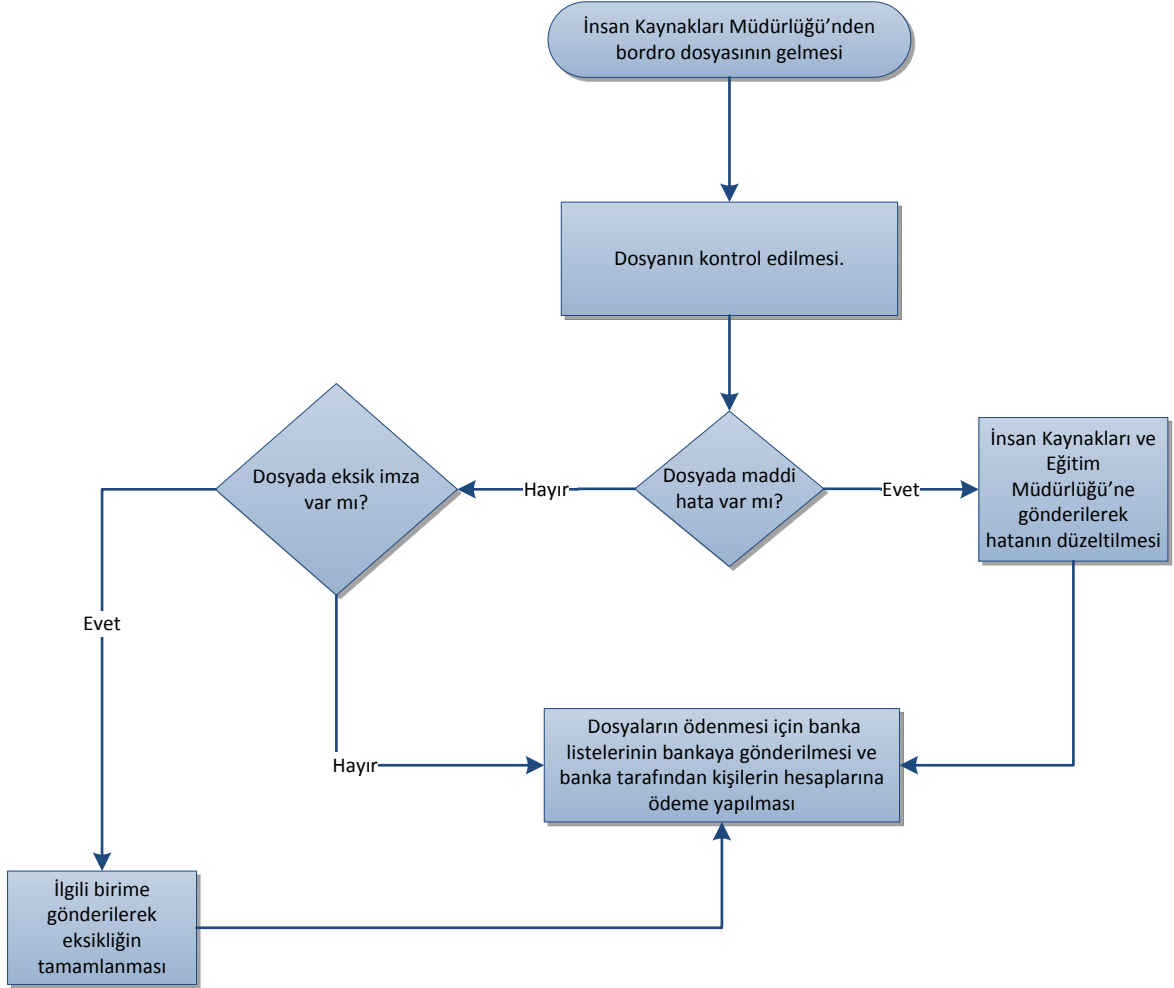 İnsan Kaynakları Müdürlüğü’nden
bordro dosyasının gelmesi
Dosyanın kontrol edilmesi.
Dosyada maddi
hata var mı?
Hayır
Evet
Dosyada eksik imza
var mı?
İnsan Kaynakları ve
Eğitim
Müdürlüğü’ne
gönderilerek
hatanın düzeltilmesi
Evet
Hayır
Dosyaların ödenmesi için banka
listelerinin bankaya gönderilmesi ve
banka tarafından kişilerin hesaplarına
ödeme yapılması
İlgili birime
gönderilerek
eksikliğin
tamamlanması